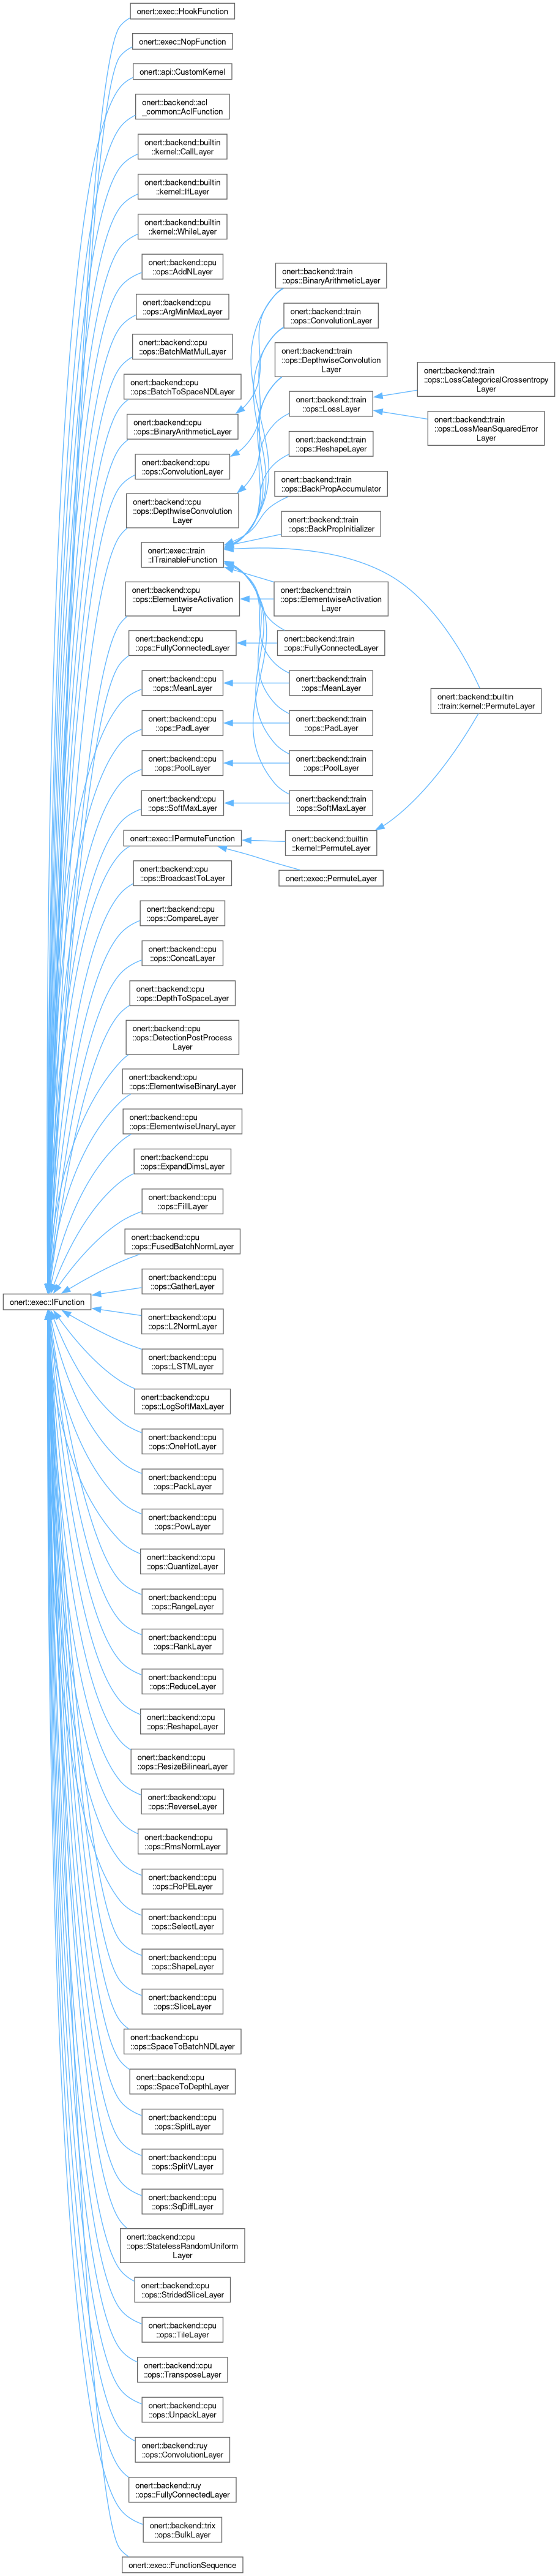 onert::exec::HookFunction
onert::exec::NopFunction
onert::api::CustomKernel
onert::backend::acl
_common::AclFunction
onert::backend::builtin
::kernel::CallLayer
onert::backend::builtin
::kernel::IfLayer
onert::backend::builtin
::kernel::WhileLayer
onert::backend::cpu
::ops::AddNLayer
onert::backend::cpu
::ops::ArgMinMaxLayer
onert::backend::cpu
::ops::BatchMatMulLayer
onert::backend::cpu
::ops::BatchToSpaceNDLayer
onert::backend::cpu
::ops::BinaryArithmeticLayer
onert::backend::cpu
::ops::ConvolutionLayer
onert::backend::cpu
::ops::DepthwiseConvolution
Layer
onert::exec::train
::ITrainableFunction
onert::backend::cpu
::ops::ElementwiseActivation
Layer
onert::backend::cpu
::ops::FullyConnectedLayer
onert::backend::cpu
::ops::MeanLayer
onert::backend::cpu
::ops::PadLayer
onert::backend::cpu
::ops::PoolLayer
onert::backend::cpu
::ops::SoftMaxLayer
onert::exec::IPermuteFunction
onert::backend::train
::ops::BinaryArithmeticLayer
onert::backend::train
::ops::ConvolutionLayer
onert::backend::train
::ops::DepthwiseConvolution
Layer
onert::backend::train
::ops::LossLayer
onert::backend::train
::ops::LossCategoricalCrossentropy
Layer
onert::backend::train
::ops::LossMeanSquaredError
Layer
onert::backend::train
::ops::ReshapeLayer
onert::backend::train
::ops::BackPropAccumulator
onert::backend::train
::ops::BackPropInitializer
onert::backend::train
::ops::ElementwiseActivation
Layer
onert::backend::train
::ops::FullyConnectedLayer
onert::backend::train
::ops::MeanLayer
onert::backend::train
::ops::PadLayer
onert::backend::train
::ops::PoolLayer
onert::backend::train
::ops::SoftMaxLayer
onert::backend::builtin
::train::kernel::PermuteLayer
onert::backend::builtin
::kernel::PermuteLayer
onert::exec::PermuteLayer
onert::backend::cpu
::ops::BroadcastToLayer
onert::backend::cpu
::ops::CompareLayer
onert::backend::cpu
::ops::ConcatLayer
onert::backend::cpu
::ops::DepthToSpaceLayer
onert::backend::cpu
::ops::DetectionPostProcess
Layer
onert::backend::cpu
::ops::ElementwiseBinaryLayer
onert::backend::cpu
::ops::ElementwiseUnaryLayer
onert::backend::cpu
::ops::ExpandDimsLayer
onert::backend::cpu
::ops::FillLayer
onert::backend::cpu
::ops::FusedBatchNormLayer
onert::exec::IFunction
onert::backend::cpu
::ops::GatherLayer
onert::backend::cpu
::ops::L2NormLayer
onert::backend::cpu
::ops::LSTMLayer
onert::backend::cpu
::ops::LogSoftMaxLayer
onert::backend::cpu
::ops::OneHotLayer
onert::backend::cpu
::ops::PackLayer
onert::backend::cpu
::ops::PowLayer
onert::backend::cpu
::ops::QuantizeLayer
onert::backend::cpu
::ops::RangeLayer
onert::backend::cpu
::ops::RankLayer
onert::backend::cpu
::ops::ReduceLayer
onert::backend::cpu
::ops::ReshapeLayer
onert::backend::cpu
::ops::ResizeBilinearLayer
onert::backend::cpu
::ops::ReverseLayer
onert::backend::cpu
::ops::RmsNormLayer
onert::backend::cpu
::ops::RoPELayer
onert::backend::cpu
::ops::SelectLayer
onert::backend::cpu
::ops::ShapeLayer
onert::backend::cpu
::ops::SliceLayer
onert::backend::cpu
::ops::SpaceToBatchNDLayer
onert::backend::cpu
::ops::SpaceToDepthLayer
onert::backend::cpu
::ops::SplitLayer
onert::backend::cpu
::ops::SplitVLayer
onert::backend::cpu
::ops::SqDiffLayer
onert::backend::cpu
::ops::StatelessRandomUniform
Layer
onert::backend::cpu
::ops::StridedSliceLayer
onert::backend::cpu
::ops::TileLayer
onert::backend::cpu
::ops::TransposeLayer
onert::backend::cpu
::ops::UnpackLayer
onert::backend::ruy
::ops::ConvolutionLayer
onert::backend::ruy
::ops::FullyConnectedLayer
onert::backend::trix
::ops::BulkLayer
onert::exec::FunctionSequence